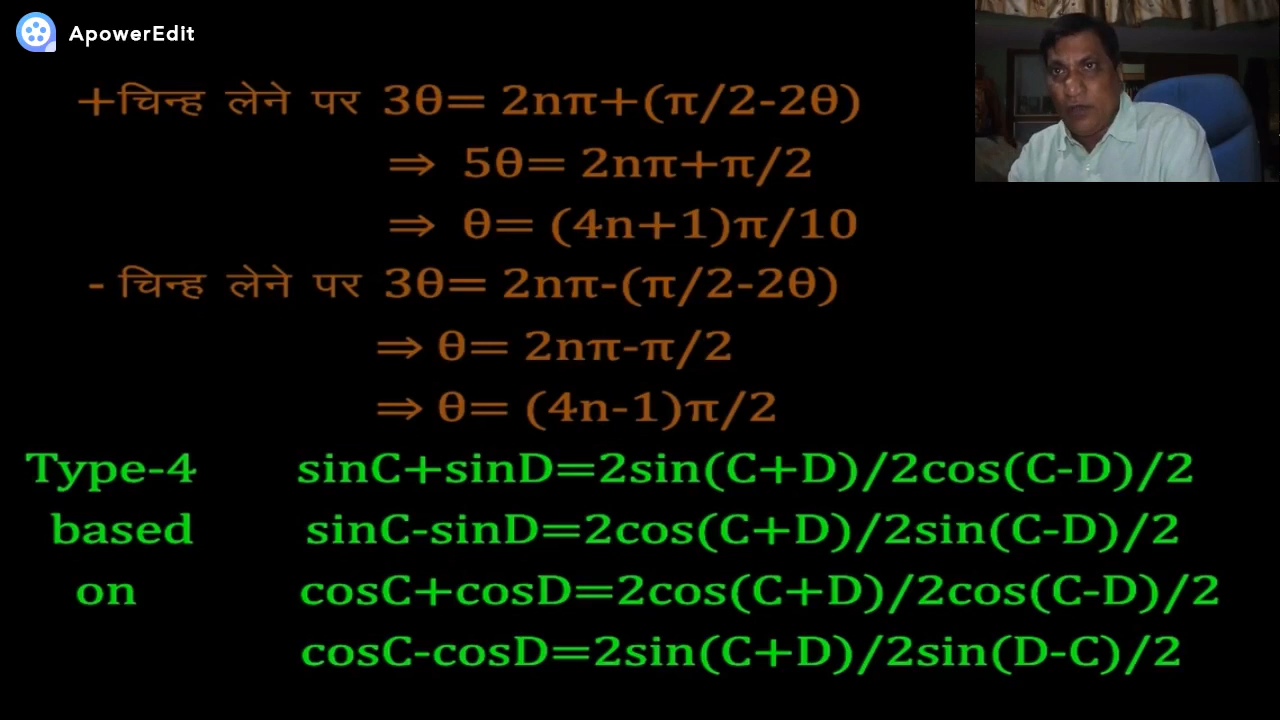 ApowerEdit
+चिन्ह लेने पर 3θ= 2nπ+(π/2-2θ)
⇒ 5θ= 2nπ+π/2
⇒ θ= (4n+1)π/10
- चिन्ह लेने पर 3θ= 2nπ-(π/2-2θ)
⇒ θ= 2nπ-π/2
⇒ θ= (4n-1)π/2
Type-4 sinC+sinD=2sin(C+D)/2cos(C-D)/2
based sinC-sinD=2cos(C+D)/2sin(C-D)/2
on cosC+cosD=2cos(C+D)/2cos(C-D)/2
cosC-cosD=2sin(C+D)/2sin(D-C)/2